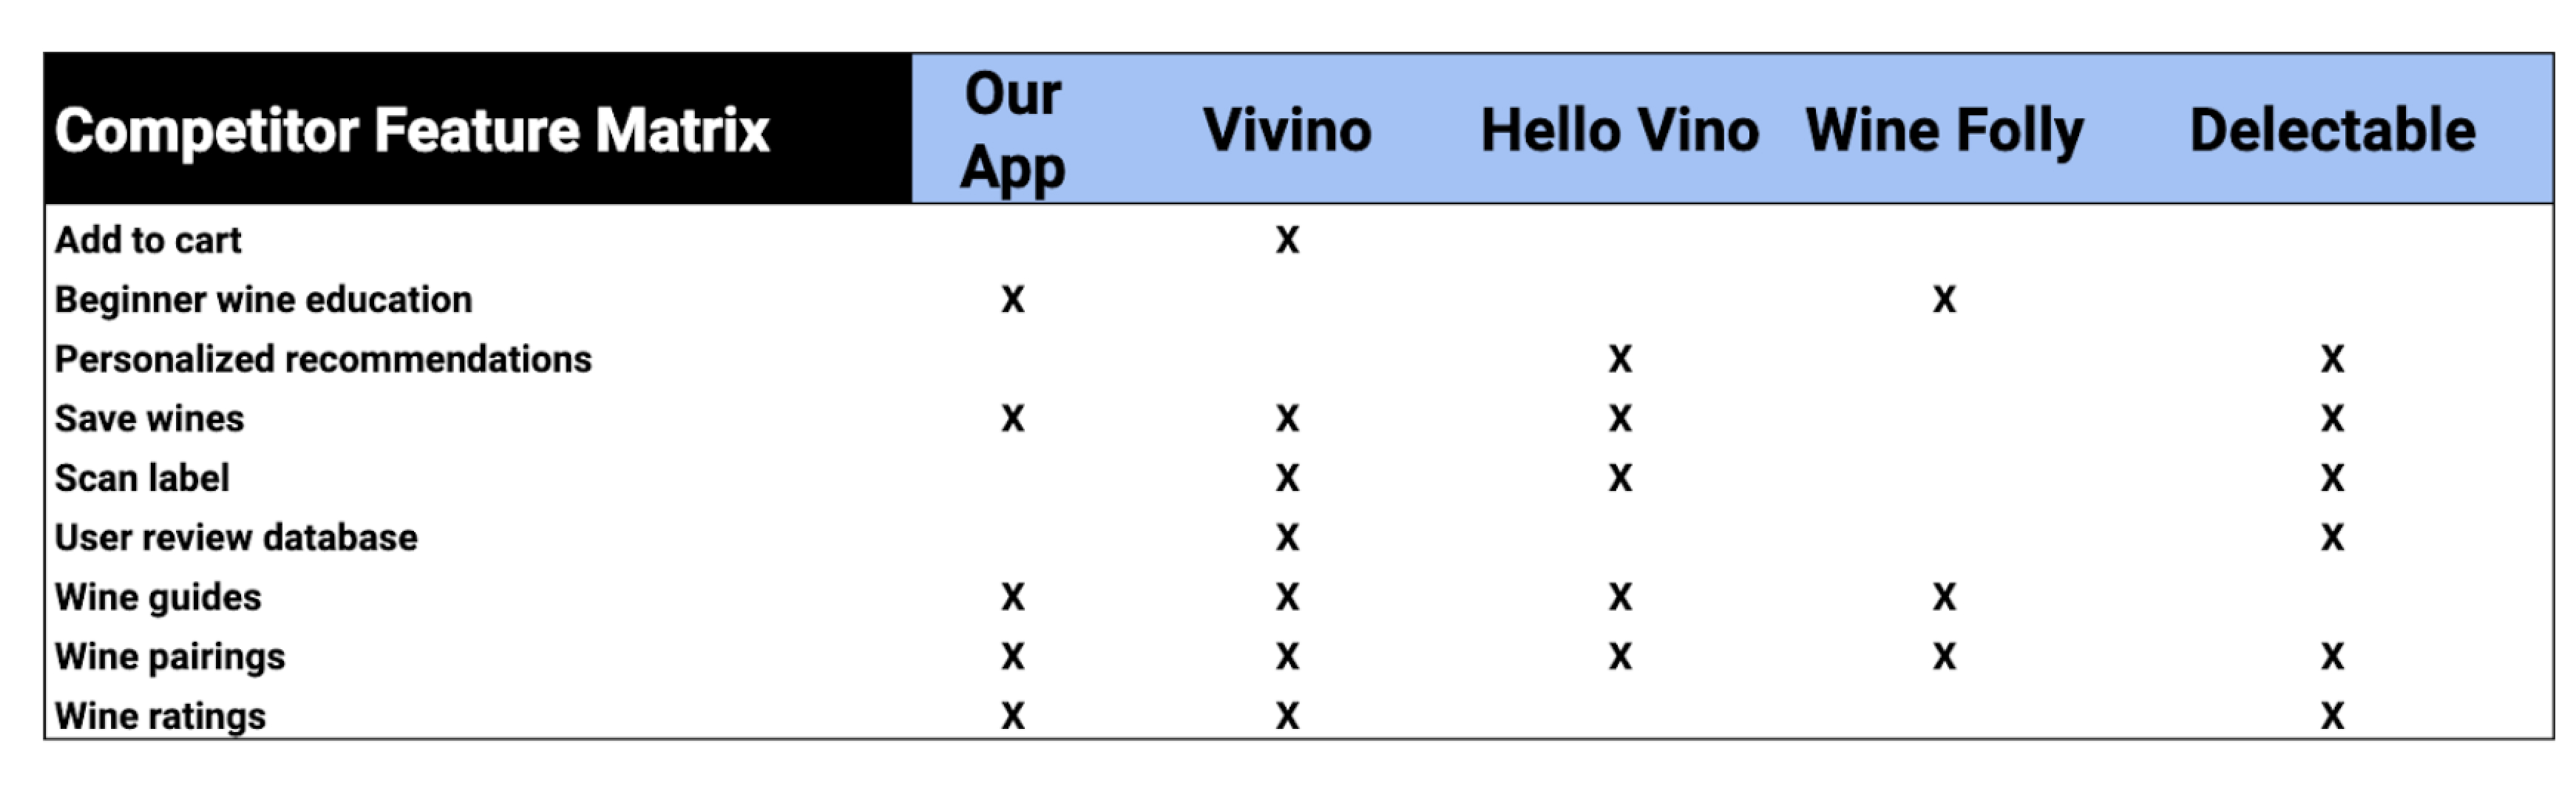 Competitor Feature Matrix Our App Vivino Hello Vino Wine Folly Delectable
Add to cart X
Beginner wine education X X
Personalized recommendations X X
Save wines X X X X
Scan label X X X
User review database X X
Wine guides X X X X
Wine pairings X X X X X
Wine ratings X X X